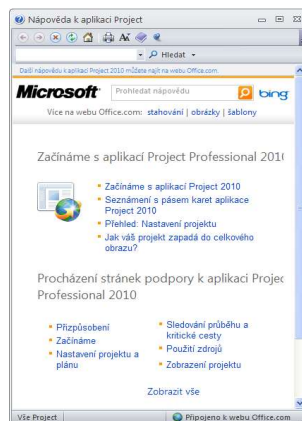 Nápověda k aplikaci Project
Hledat
Další nápovědu k aplikaci Project 2010 můžete najít na webu Office.com.
Microsoft
Prohledat nápovědu
bing
Více na webu Office.com: stahování | obrázky | šablony
Začínáme s aplikací Project Professional 201
Začínáme s aplikací Project 2010
Seznámení s pásem karet aplikace
Project 2010
Přehled: Nastavení projektu
Jak váš projekt zapadá do celkového
obrazu?
Procházení stránek podpory k aplikaci Projec
Professional 2010
Přizpůsobení
Začínáme
Nastavení projektu a
plánu
Sledování průběhu a
kritické cesty
Použití zdrojů
Zobrazení projektu
Zobrazit vše
Vše Project
Připojeno k webu Office.com